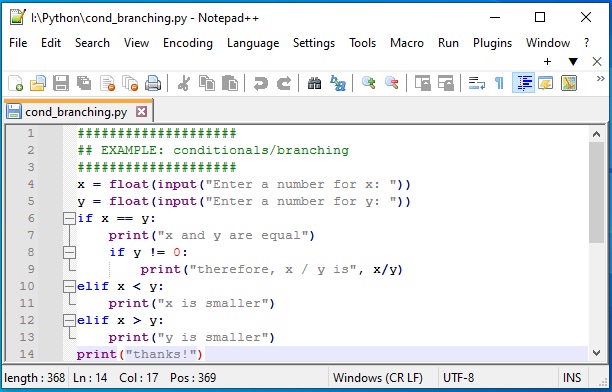 I:\Python\cond_branching.py - Notepad++
File Edit Search View Encoding Language Settings Tools Macro Run Plugins Window ?
+ ▼ X
cond_branching.py
1 ####################
2 ## EXAMPLE: conditionals/branching
3 ####################
4 x = float(input("Enter a number for x: "))
5 y = float(input("Enter a number for y: "))
6 if x == y:
7     print("x and y are equal")
8     if y != 0:
9         print("therefore, x / y is", x/y)
10 elif x < y:
11     print("x is smaller")
12 elif x > y:
13     print("y is smaller")
14 print("thanks!")
length : 368 Ln : 14 Col : 17 Pos : 369 Windows (CR LF) UTF-8 INS